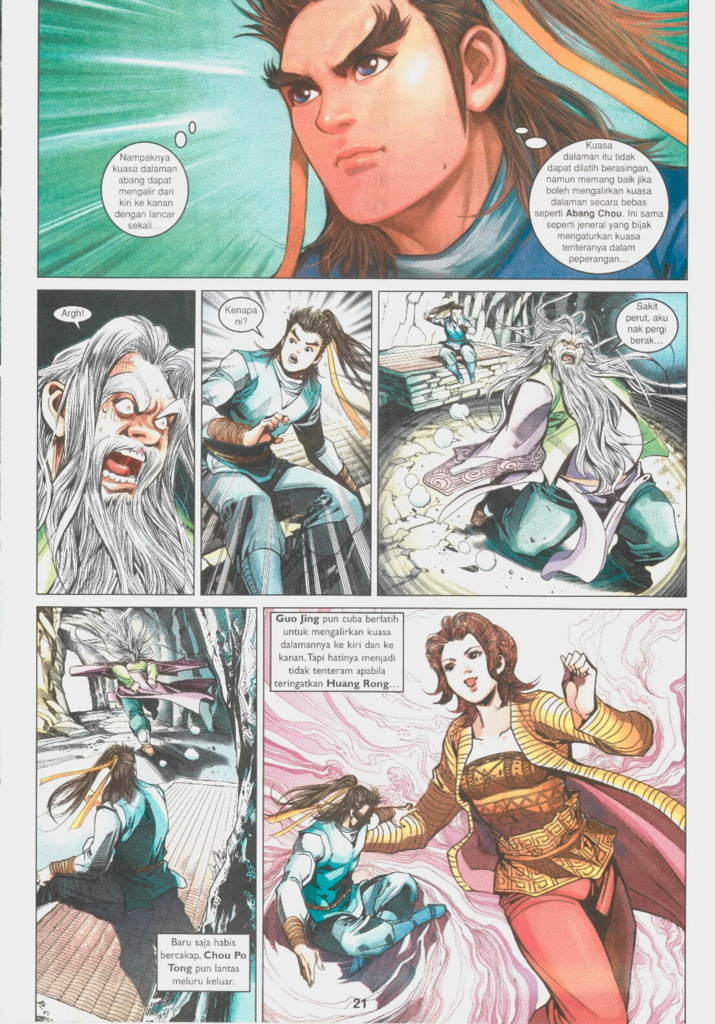 Nampaknya
kuasa dalaman
abang dapat
mengalir dari
kiri ke kanan
dengan lancar
sekali...
Kuasa
dalaman itu tidak
dapat dilatih berasingan,
namun memang baik jika
boleh mengalirkan kuasa
dalaman secara bebas
seperti Abang Chou. Ini sama
seperti jeneral yang bijak
mengaturkan kuasa
tenteranya dalam
peperangan...
Argh!
Kenapa
ni?
Sakit
perut, aku
nak pergi
berak...
Baru saja habis
bercakap, Chou Po
Tong pun lantas
meluru keluar.
Guo Jing pun cuba berlatih
untuk mengalirkan kuasa
dalamannya ke kiri dan ke
kanan. Tapi hatinya menjadi
tidak tenteram apabila
teringatkan Huang Rong...
21